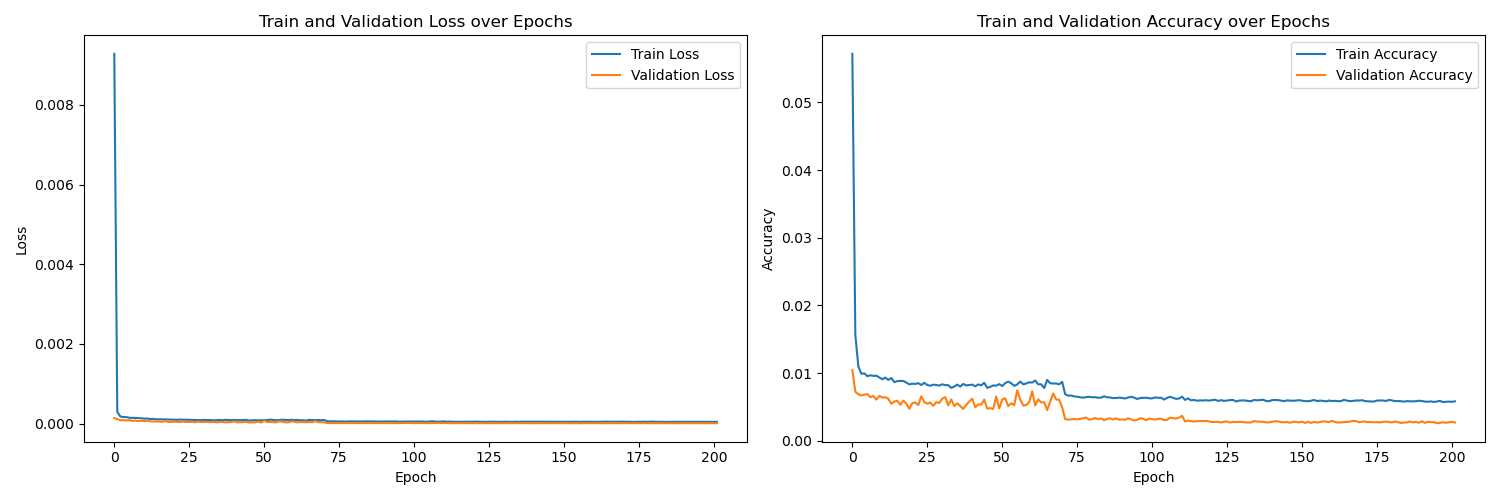 Train and Validation Loss over Epochs
Train Loss
Validation Loss
Loss
0.008
0.006
0.004
0.002
0.000
0 25 50 75 100 125 150 175 200
Epoch
Train and Validation Accuracy over Epochs
Train Accuracy
Validation Accuracy
Accuracy
0.05
0.04
0.03
0.02
0.01
0.00
0 25 50 75 100 125 150 175 200
Epoch